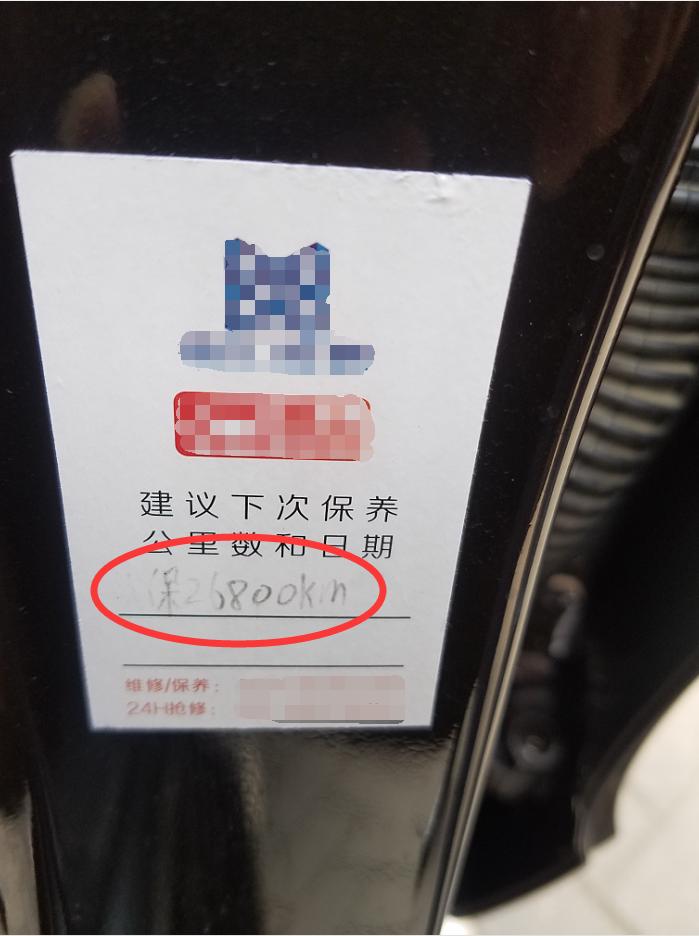 建议下次保养
公里数和日期
保26800km
维修/保养：
24H抢修：